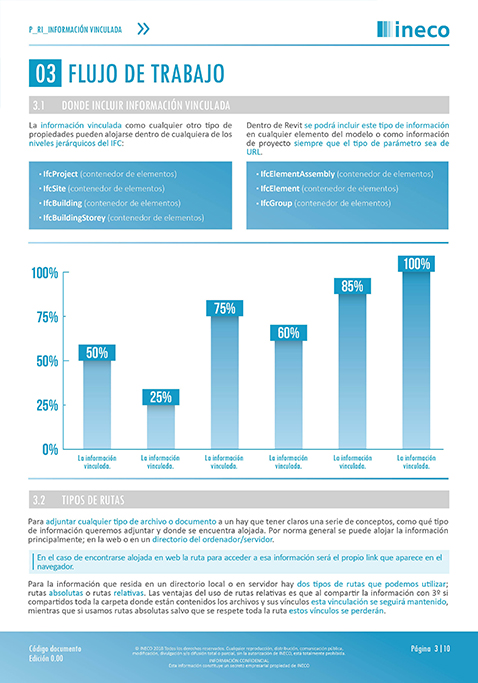 P_RI_INFORMACIÓN VINCULADA
ineco
03 FLUJO DE TRABAJO
3.1 DONDE INCLUIR INFORMACIÓN VINCULADA
La información vinculada como cualquier otro tipo de
propiedades pueden alojarse dentro de cualquiera de los
niveles jerárquicos del IFC:
Dentro de Revit se podrá incluir este tipo de información
en cualquier elemento del modelo o como información
de proyecto siempre que el tipo de parámetro sea de
URL.
• IfcProject (contenedor de elementos)
• IfcSite (contenedor de elementos)
• IfcBuilding (contenedor de elementos)
• IfcBuildingStorey (contenedor de elementos)
• IfcElementAssembly (contenedor de elementos)
• IfcElement (contenedor de elementos)
• IfcGroup (contenedor de elementos)
100%
75%
50%
25%
0%
50%
25%
75%
60%
85%
100%
La información
vinculada.
La información
vinculada.
La información
vinculada.
La información
vinculada.
La información
vinculada.
La información
vinculada.
3.2 TIPOS DE RUTAS
Para adjuntar cualquier tipo de archivo o documento a un hay que tener claros una serie de conceptos, como qué tipo
de información queremos adjuntar y donde se encuentra alojada. Por norma general se puede alojar la información
principalmente; en la web o en un directorio del ordenador/servidor.
En el caso de encontrarse alojada en web la ruta para acceder a esa información será el propio link que aparece en el
navegador.
Para la información que resida en un directorio local o en servidor hay dos tipos de rutas que podemos utilizar;
rutas absolutas o rutas relativas. Las ventajas del uso de rutas relativas es que al compartir la información con 3º si
compartidos toda la carpeta donde están contenidos los archivos y sus vínculos esta vinculación se seguirá mantenido,
mientras que si usamos rutas absolutas salvo que se respete toda la ruta estos vínculos se perderán.
Código documento
Edición 0.00
© INECO 2018 Todos los derechos reservados. Cualquier reproducción, distribución, comunicación pública,
modificación, divulgación y/o difusión total o parcial, sin la autorización de INECO, está totalmente prohibida.
INFORMACIÓN CONFIDENCIAL
Esta información constituye un secreto empresarial propiedad de INECO
Página 3|10